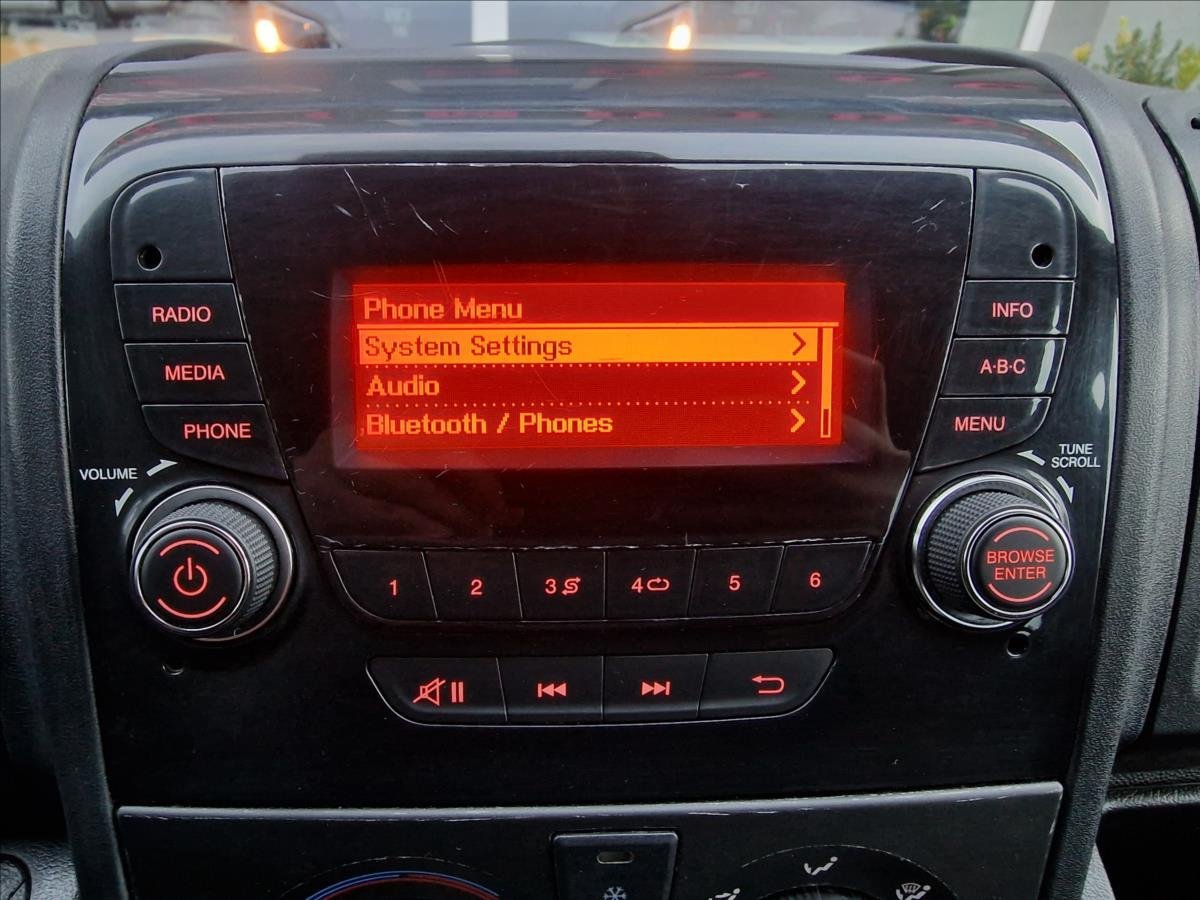 Phone Menu
System Settings
Audio
Bluetooth / Phones
RADIO
MEDIA
PHONE
VOLUME
INFO
A·B·C
MENU
TUNE
SCROLL
BROWSE
ENTER
1
2
3
4
5
6